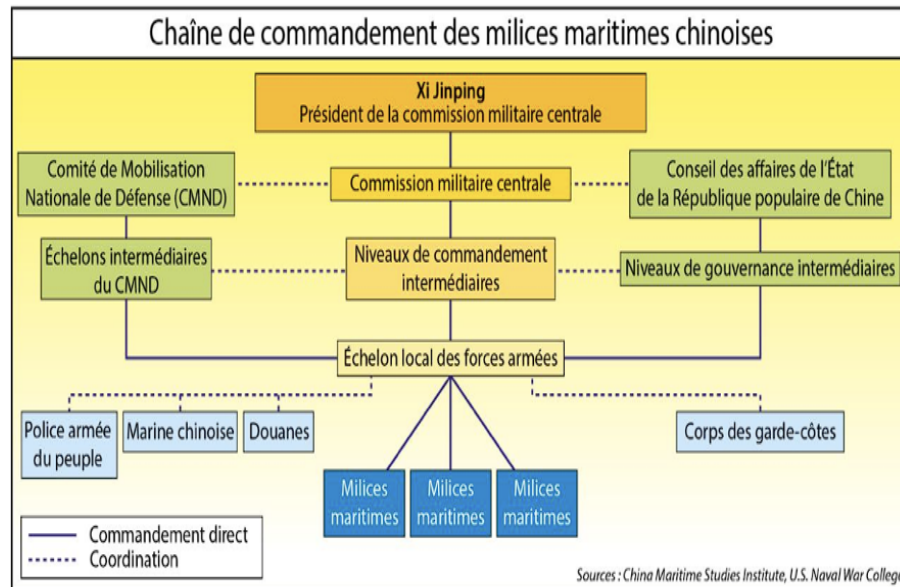 Chaîne de commandement des milices maritimes chinoises
Xi Jinping
Président de la commission militaire centrale
Comité de Mobilisation
Nationale de Défense (CMND)
Commission militaire centrale
Conseil des affaires de l'État
de la République populaire de Chine
Échelons intermédiaires
du CMND
Niveaux de commandement
intermédiaires
Niveaux de gouvernance intermédiaires
Échelon local des forces armées
Police armée
du peuple
Marine chinoise
Douanes
Corps des garde-côtes
Milices
maritimes
Milices
maritimes
Milices
maritimes
Commandement direct
Coordination
Sources : China Maritime Studies Institute, U.S. Naval War College